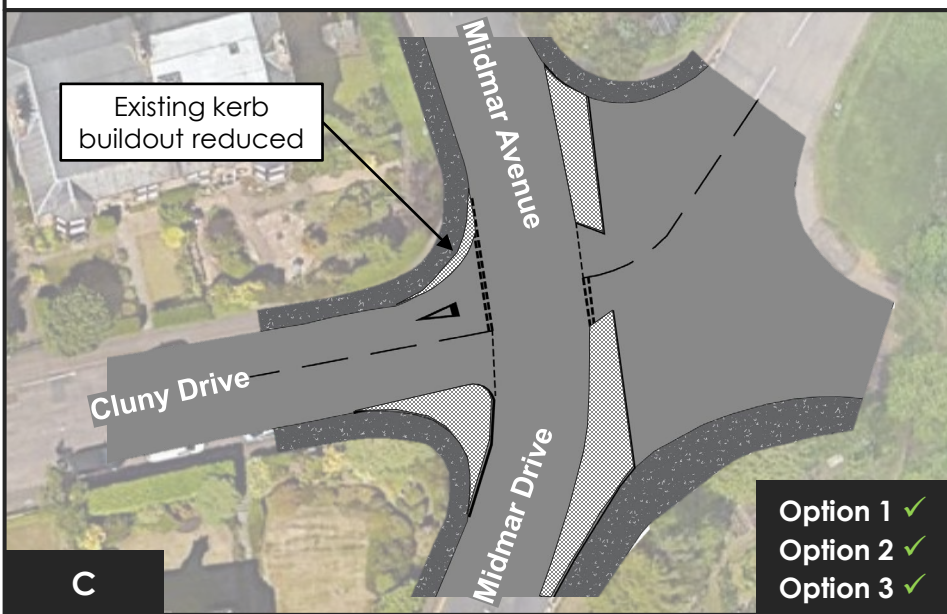 Midmar Avenue
Existing kerb
buildout reduced
Cluny Drive
Midmar Drive
C
Option 1 ✓
Option 2 ✓
Option 3 ✓